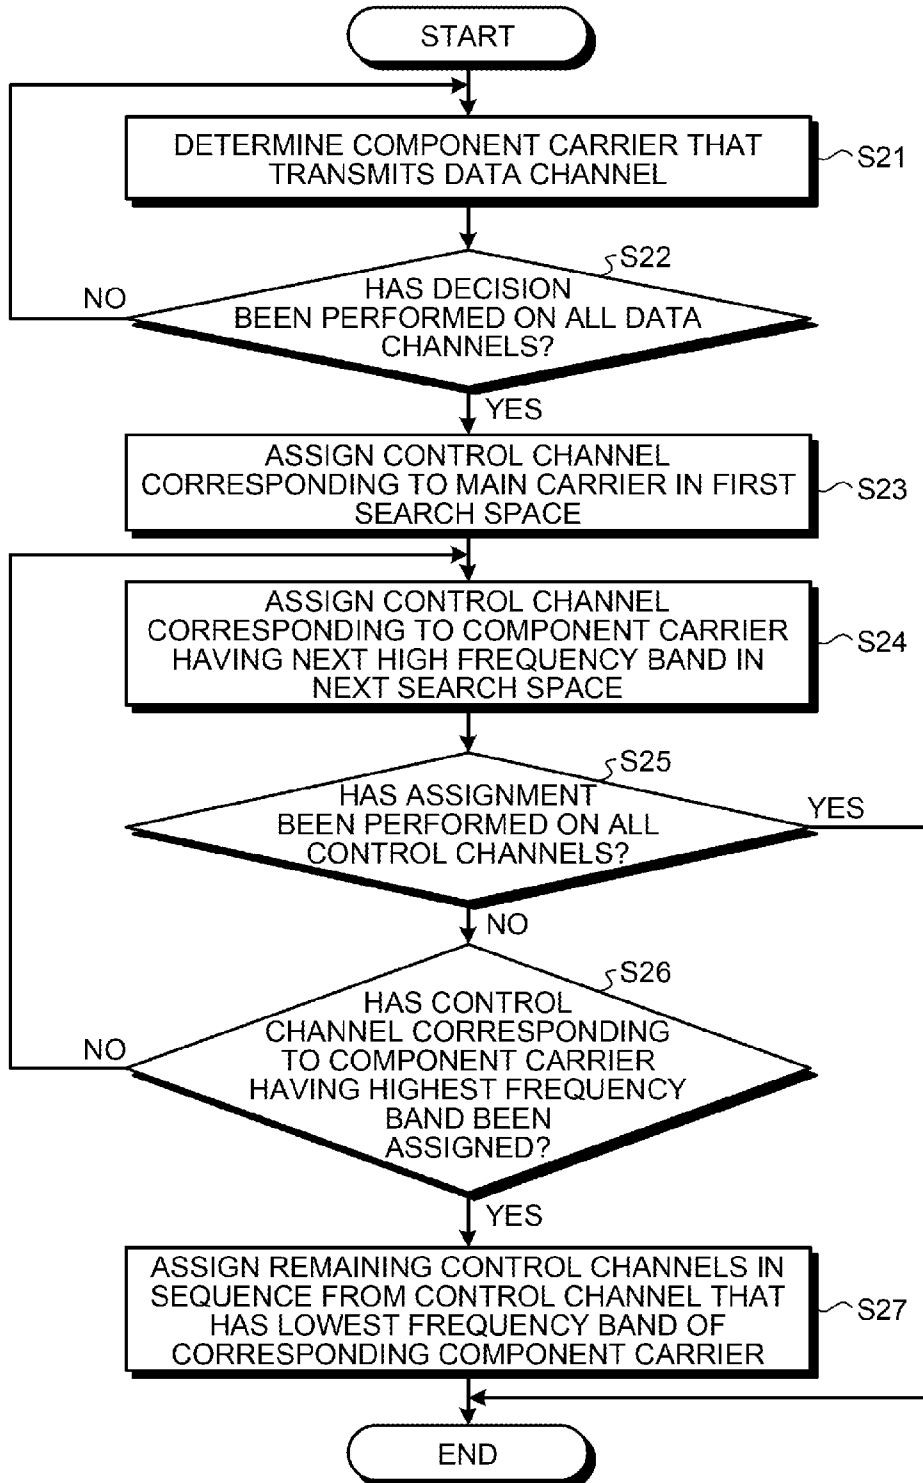 START
DETERMINE COMPONENT CARRIER THAT
TRANSMITS DATA CHANNEL
S21
S22
HAS DECISION
BEEN PERFORMED ON ALL DATA
CHANNELS?
NO
YES
ASSIGN CONTROL CHANNEL
CORRESPONDING TO MAIN CARRIER IN FIRST
SEARCH SPACE
S23
ASSIGN CONTROL CHANNEL
CORRESPONDING TO COMPONENT CARRIER
HAVING NEXT HIGH FREQUENCY BAND IN
NEXT SEARCH SPACE
S24
S25
HAS ASSIGNMENT
BEEN PERFORMED ON ALL
CONTROL CHANNELS?
YES
NO
S26
HAS CONTROL
CHANNEL CORRESPONDING
TO COMPONENT CARRIER
HAVING HIGHEST FREQUENCY
BAND BEEN
ASSIGNED?
NO
YES
ASSIGN REMAINING CONTROL CHANNELS IN
SEQUENCE FROM CONTROL CHANNEL THAT
HAS LOWEST FREQUENCY BAND OF
CORRESPONDING COMPONENT CARRIER
S27
END